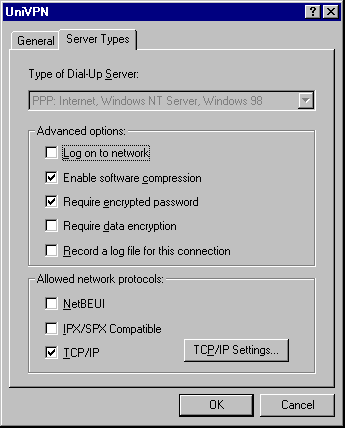 UniVPN
General
Server Types
Type of Dial-Up Server:
PPP: Internet, Windows NT Server, Windows 98
Advanced options:
Log on to network
Enable software compression
Require encrypted password
Require data encryption
Record a log file for this connection
Allowed network protocols:
NetBEUI
IPX/SPX Compatible
TCP/IP
TCP/IP Settings...
OK
Cancel